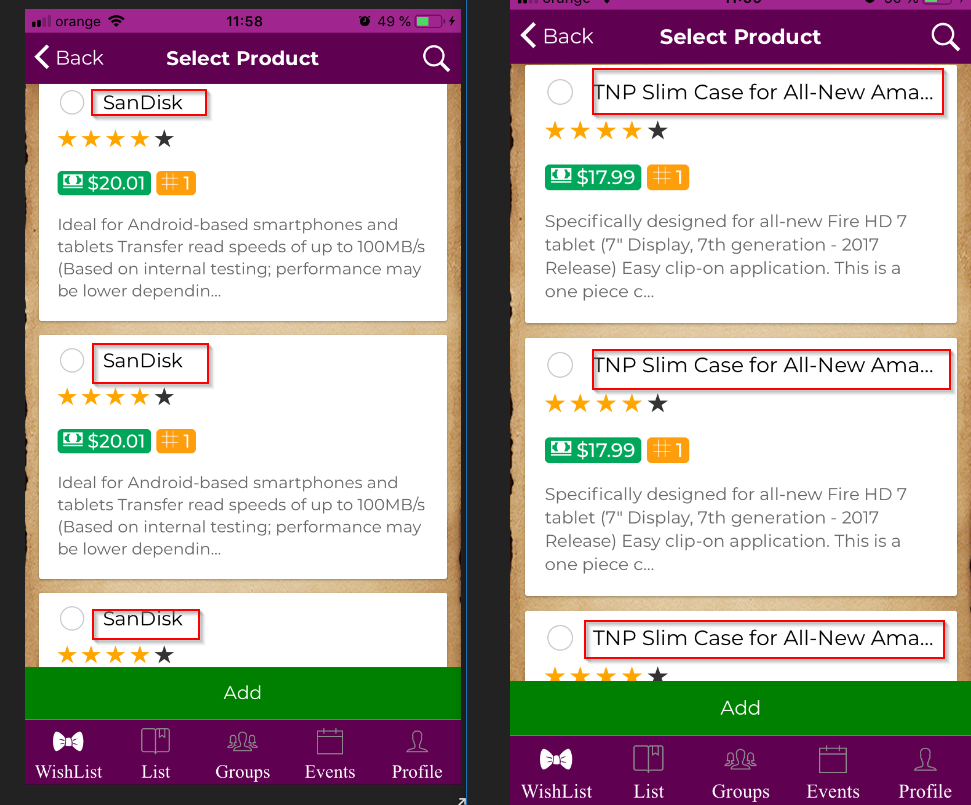 orange 11:58 49 %
Back Select Product
SanDisk
$20.01 1
Ideal for Android-based smartphones and
tablets Transfer read speeds of up to 100MB/s
(Based on internal testing; performance may
be lower dependin...
SanDisk
$20.01 1
Ideal for Android-based smartphones and
tablets Transfer read speeds of up to 100MB/s
(Based on internal testing; performance may
be lower dependin...
SanDisk
Add
WishList List Groups Events Profile
orange
Back Select Product
TNP Slim Case for All-New Ama...
$17.99 1
Specifically designed for all-new Fire HD 7
tablet (7" Display, 7th generation - 2017
Release) Easy clip-on application. This is a
one piece c...
TNP Slim Case for All-New Ama...
$17.99 1
Specifically designed for all-new Fire HD 7
tablet (7" Display, 7th generation - 2017
Release) Easy clip-on application. This is a
one piece c...
TNP Slim Case for All-New Ama...
Add
WishList List Groups Events Profile